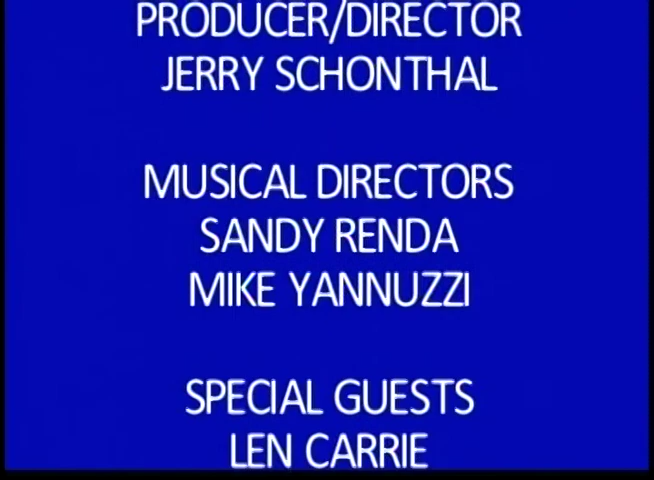 PRODUCER/DIRECTOR
JERRY SCHONTHAL
MUSICAL DIRECTORS
SANDY RENDA
MIKE YANNUZZI
SPECIAL GUESTS
LEN CARRIE